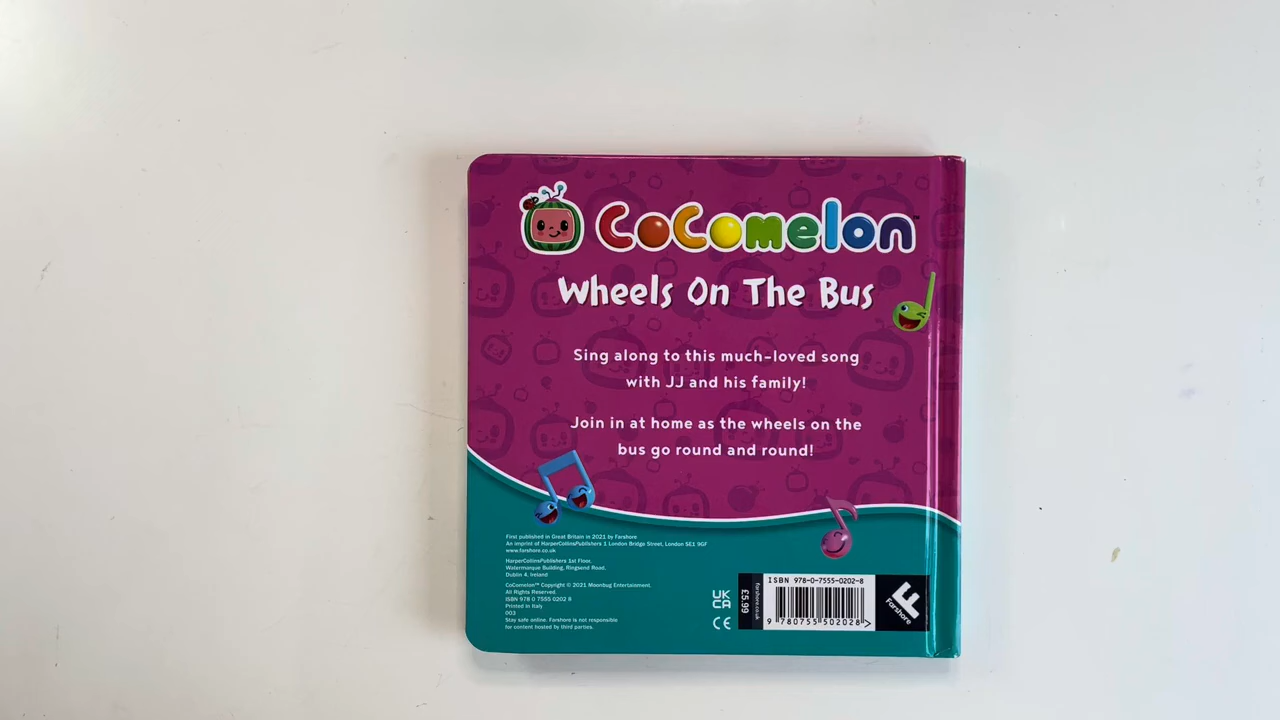 CoComelon™
Wheels On The Bus
Sing along to this much-loved song
with JJ and his family!
Join in at home as the wheels on the
bus go round and round!
First published in Great Britain in 2021 by Farshore
An imprint of HarperCollinsPublishers 1 London Bridge Street, London SE1 9GF
www.farshore.co.uk
HarperCollinsPublishers 1st Floor,
Watermarque Building, Ringsend Road,
Dublin 4, Ireland
CoComelon™ Copyright © 2021 Moonbug Entertainment.
All Rights Reserved.
ISBN 978 0 7555 0202 8
Printed in Italy
003
Stay safe online. Farshore is not responsible
for content hosted by third parties.
UK
CA
CE
£5.99
farshore.co.uk
ISBN 978-0-7555-0202-8
9 780755 502028 >
F
Farshore